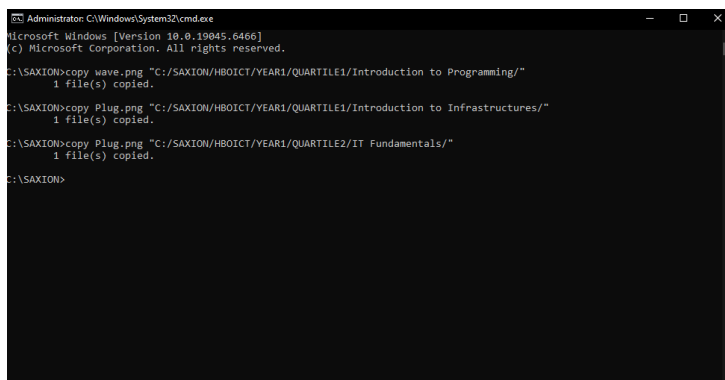 Administrator: C:\Windows\System32\cmd.exe
Microsoft Windows [Version 10.0.19045.6466]
(c) Microsoft Corporation. All rights reserved.
C:\SAXION>copy wave.png "C:/SAXION/HBOICT/YEAR1/QUARTILE1/Introduction to Programming/"
1 file(s) copied.
C:\SAXION>copy Plug.png "C:/SAXION/HBOICT/YEAR1/QUARTILE1/Introduction to Infrastructures/"
1 file(s) copied.
C:\SAXION>copy Plug.png "C:/SAXION/HBOICT/YEAR1/QUARTILE2/IT Fundamentals/"
1 file(s) copied.
C:\SAXION>